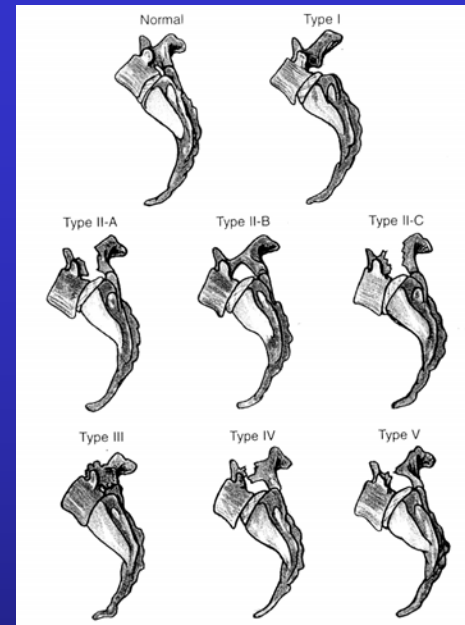 Normal
Type I
Type II-A
Type II-B
Type II-C
Type III
Type IV
Type V